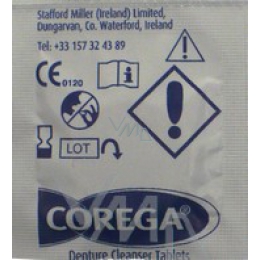 Stafford Miller (Ireland) Limited,
Dungarvan, Co. Waterford, Ireland
Tel: +33 157 32 43 89
CE 0120
LOT
COREGA®
Denture Cleanser Tablets